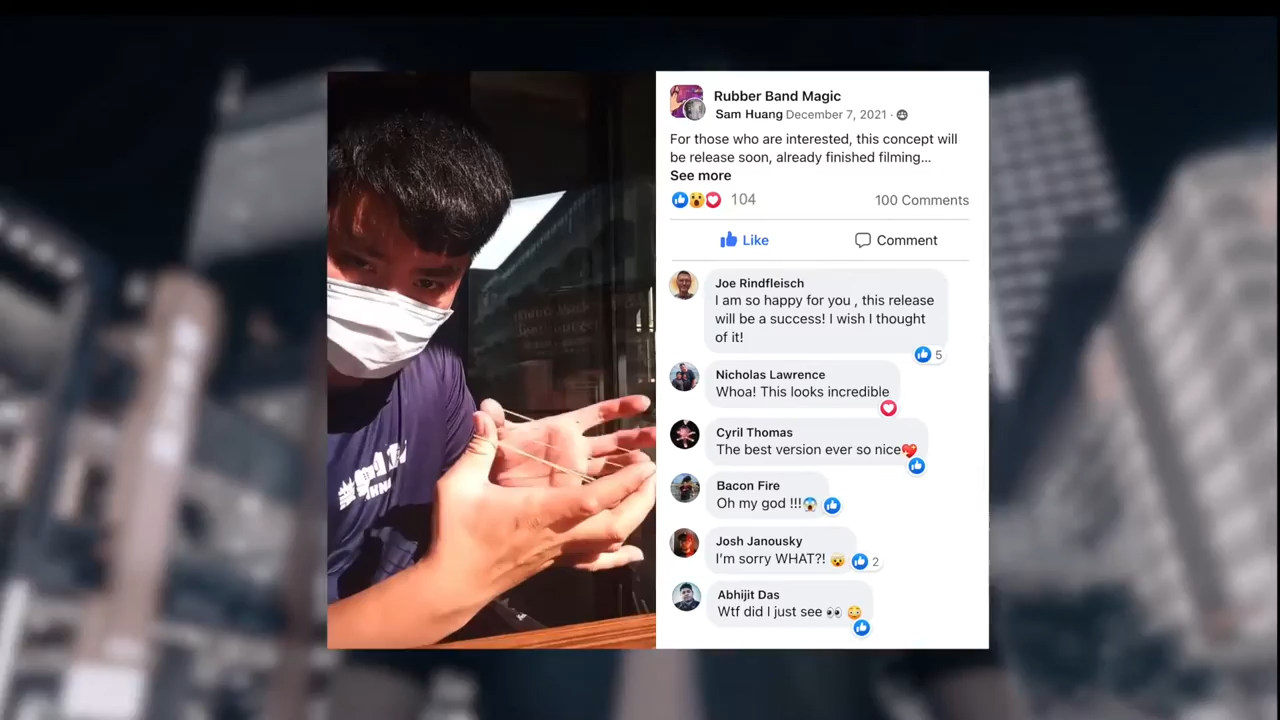 Rubber Band Magic
Sam Huang December 7, 2021 ·
For those who are interested, this concept will
be release soon, already finished filming...
See more
104
100 Comments
Like
Comment
Joe Rindfleisch
I am so happy for you , this release
will be a success! I wish I thought
of it!
5
Nicholas Lawrence
Whoa! This looks incredible
Cyril Thomas
The best version ever so nice💖
Bacon Fire
Oh my god !!!😱
Josh Janousky
I'm sorry WHAT?! 🤯
2
Abhijit Das
Wtf did I just see 👀 😳